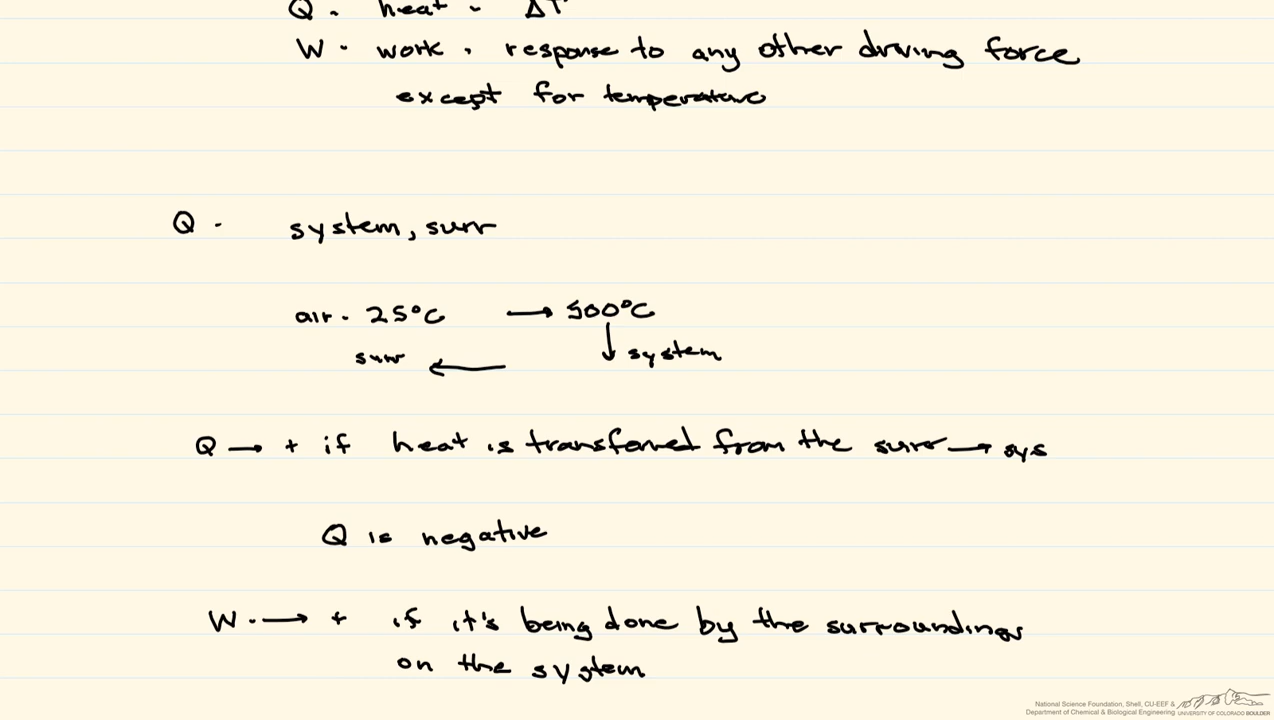 Q - heat - ΔT
W - work - response to any other driving force
except for temperature
Q - system, surr
air - 25°C → 500°C
surr ← ↓ system
Q → + if heat is transferred from the surr → sys
Q is negative
W → + if it's being done by the surroundings
on the system
National Science Foundation, Shell, CU-EEF &
Department of Chemical & Biological Engineering UNIVERSITY OF COLORADO BOULDER